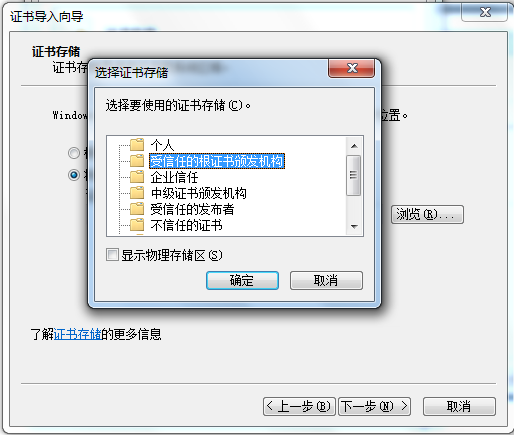 证书导入向导
证书存储
证书存
选择证书存储
选择要使用的证书存储(C)。
Window
位置。
个人
受信任的根证书颁发机构
企业信任
中级证书颁发机构
受信任的发布者
不信任的证书
浏览(R)...
显示物理存储区(S)
确定
取消
了解证书存储的更多信息
< 上一步(B)
下一步(N) >
取消